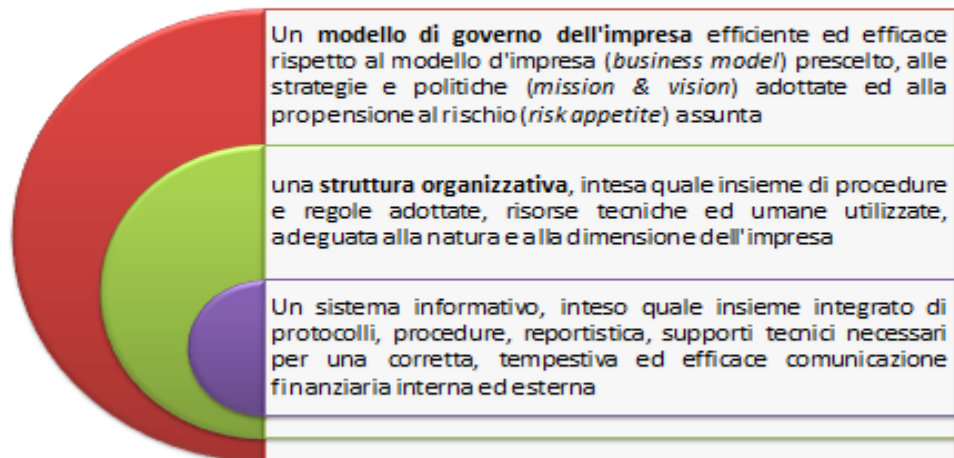 Un modello di governo dell'impresa efficiente ed efficace
rispetto al modello d'impresa (business model) prescelto, alle
strategie e politiche (mission & vision) adottate ed alla
propensione al rischio (risk appetite) assunta
una struttura organizzativa, intesa quale insieme di procedure
e regole adottate, risorse tecniche ed umane utilizzate,
adeguata alla natura e alla dimensione dell'impresa
Un sistema informativo, inteso quale insieme integrato di
protocolli, procedure, reportistica, supporti tecnici necessari
per una corretta, tempestiva ed efficace comunicazione
finanziaria interna ed esterna